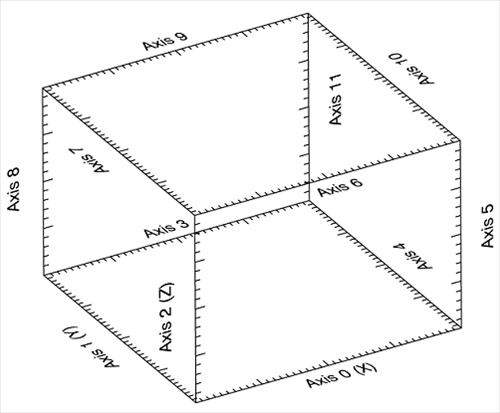 Axis 9
Axis 10
Axis 11
Axis 7
Axis 8
Axis 6
Axis 3
Axis 5
Axis 4
Axis 2 (Z)
Axis 1 (Y)
Axis 0 (X)